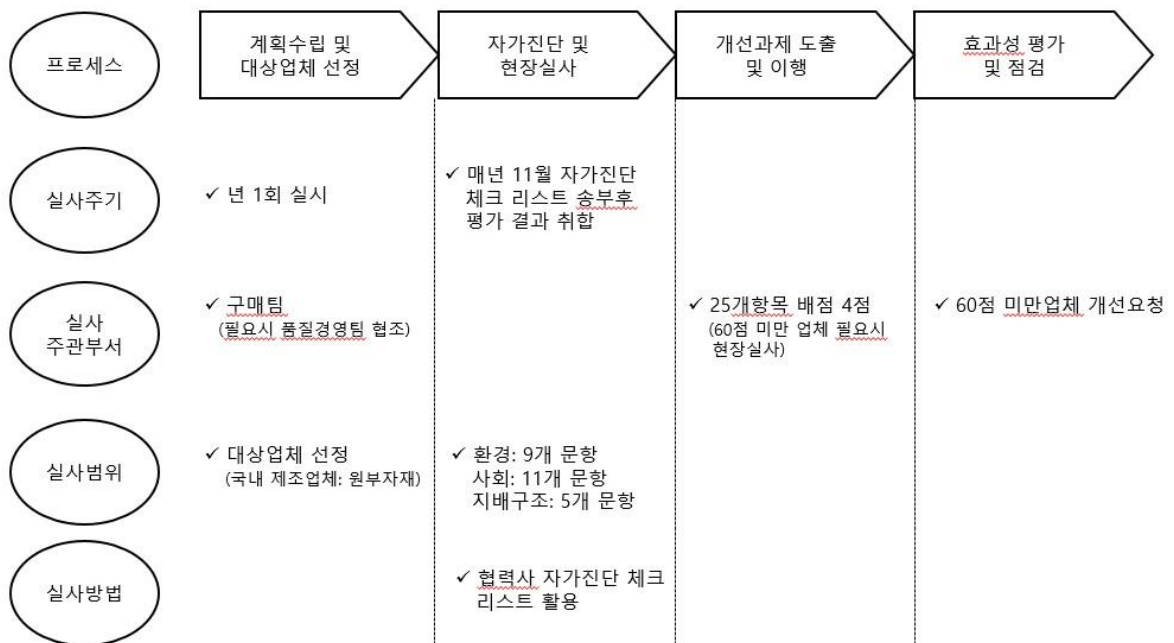 프로세스
계획수립 및
대상업체 선정
자가진단 및
현장실사
개선과제 도출
및 이행
효과성 평가
및 점검
실사주기
✓ 년 1회 실시
✓ 매년 11월 자가진단
체크 리스트 송부후
평가 결과 취합
실사
주관부서
✓ 구매팀
(필요시 품질경영팀 협조)
✓ 25개항목 배점 4점
(60점 미만 업체 필요시
현장실사)
✓ 60점 미만업체 개선요청
실사범위
✓ 대상업체 선정
(국내 제조업체: 원부자재)
✓ 환경: 9개 문항
사회: 11개 문항
지배구조: 5개 문항
실사방법
✓ 협력사 자가진단 체크
리스트 활용